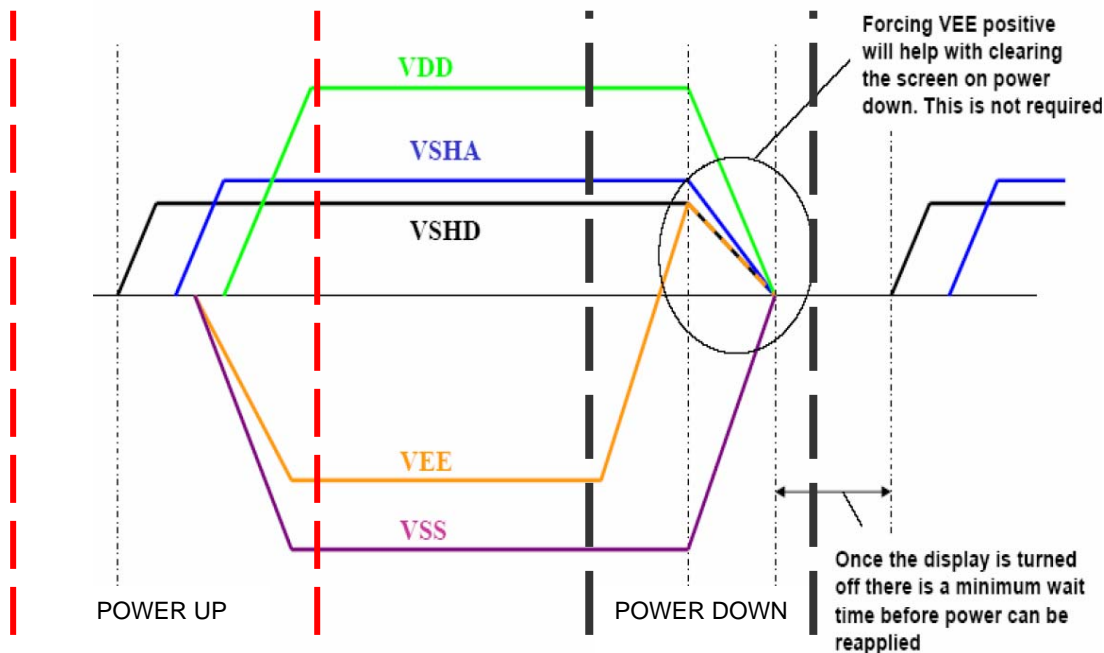 Forcing VEE positive
will help with clearing
the screen on power
down. This is not required
VDD
VSHA
VSHD
VEE
VSS
POWER UP
POWER DOWN
Once the display is turned
off there is a minimum wait
time before power can be
reapplied